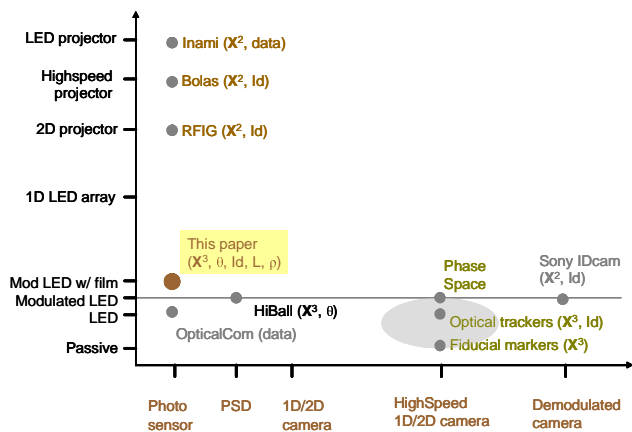 LED projector
Inami (X², data)
Highspeed
projector
Bolas (X², Id)
2D projector
RFIG (X², Id)
1D LED array
This paper
(X³, θ, Id, L, ρ)
Phase
Space
Sony IDcam
(X², Id)
Mod LED w/ film
Modulated LED
LED
HiBall (X³, θ)
OpticalCom (data)
Optical trackers (X³, Id)
Passive
Fiducial markers (X³)
Photo
sensor
PSD
1D/2D
camera
HighSpeed
1D/2D camera
Demodulated
camera